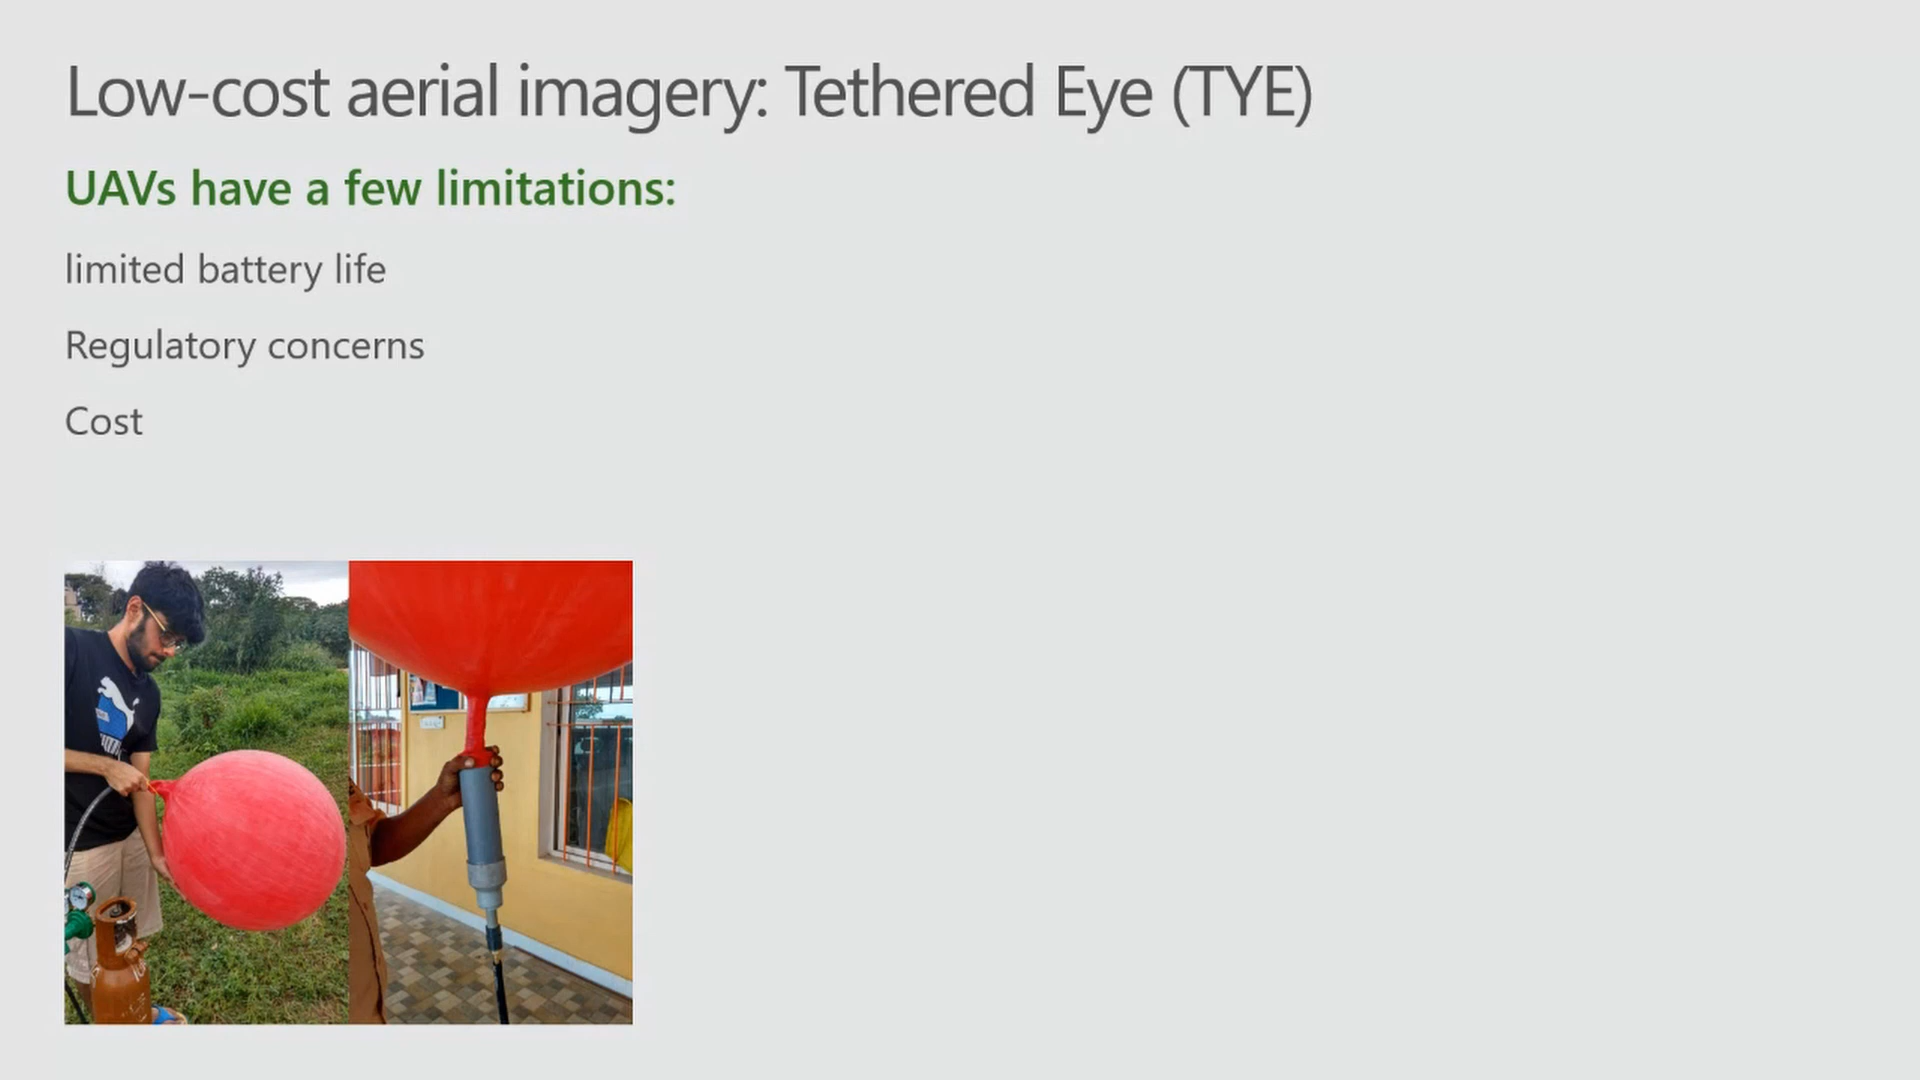 Low-cost aerial imagery: Tethered Eye (TYE)
UAVs have a few limitations:
limited battery life
Regulatory concerns
Cost